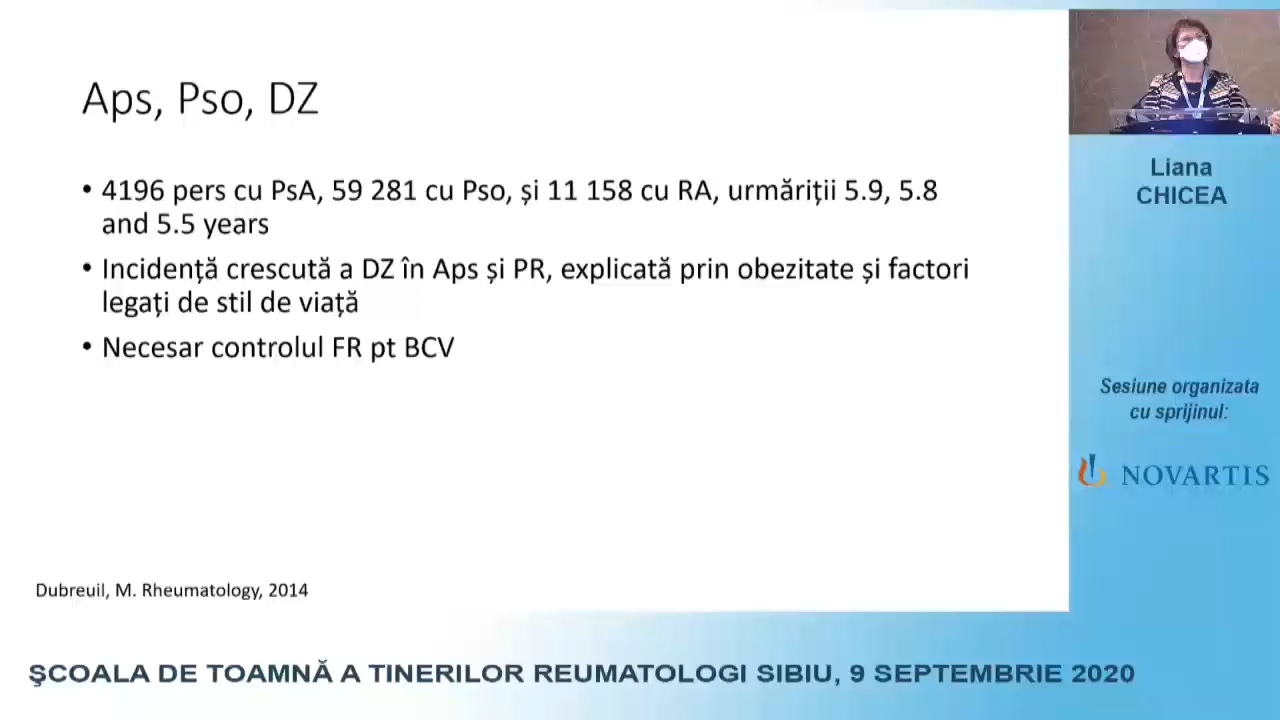 Aps, Pso, DZ
• 4196 pers cu PsA, 59 281 cu Pso, și 11 158 cu RA, urmăriții 5.9, 5.8
and 5.5 years
• Incidență crescută a DZ în Aps și PR, explicată prin obezitate și factori
legați de stil de viață
• Necesar controlul FR pt BCV
Dubreuil, M. Rheumatology, 2014
Liana
CHICEA
Sesiune organizata
cu sprijinul:
NOVARTIS
ŞCOALA DE TOAMNĂ A TINERILOR REUMATOLOGI SIBIU, 9 SEPTEMBRIE 2020